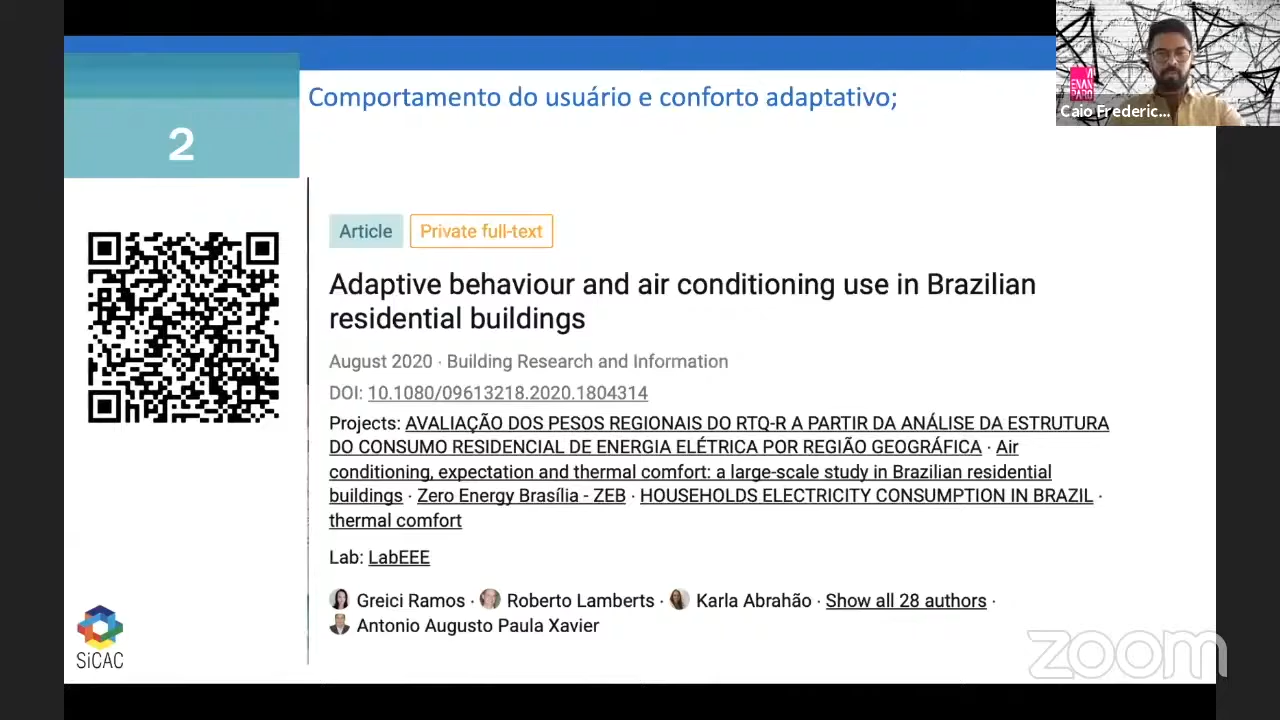 Comportamento do usuário e conforto adaptativo;
2
Article
Private full-text
Adaptive behaviour and air conditioning use in Brazilian
residential buildings
August 2020 · Building Research and Information
DOI: 10.1080/09613218.2020.1804314
Projects: AVALIAÇÃO DOS PESOS REGIONAIS DO RTQ-R A PARTIR DA ANÁLISE DA ESTRUTURA
DO CONSUMO RESIDENCIAL DE ENERGIA ELÉTRICA POR REGIÃO GEOGRÁFICA · Air
conditioning, expectation and thermal comfort: a large-scale study in Brazilian residential
buildings · Zero Energy Brasília - ZEB · HOUSEHOLDS ELECTRICITY CONSUMPTION IN BRAZIL ·
thermal comfort
Lab: LabEEE
Greici Ramos · Roberto Lamberts · Karla Abrahão · Show all 28 authors ·
Antonio Augusto Paula Xavier
SiCAC
VI
ENAN
PARQ
Caio Frederic...
zoom